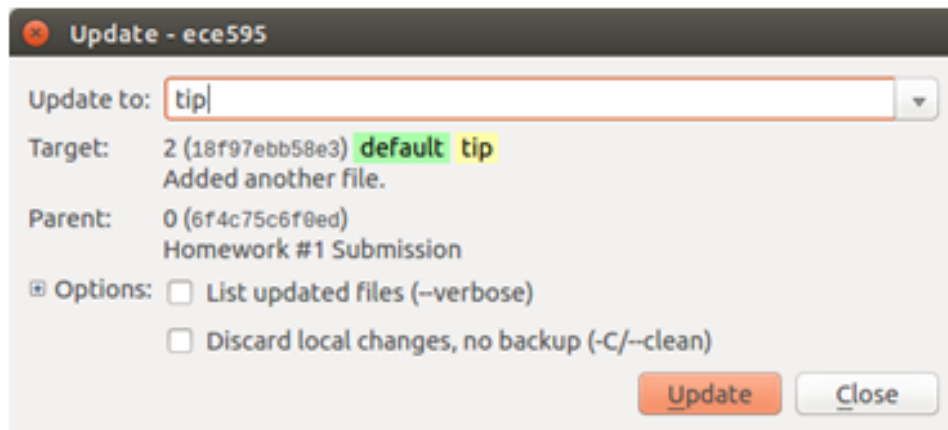 Update - ece595
Update to: tip
Target: 2 (18f97ebb58e3) default tip
Added another file.
Parent: 0 (6f4c75c6f0ed)
Homework #1 Submission
Options: List updated files (--verbose)
Discard local changes, no backup (-C/--clean)
Update Close